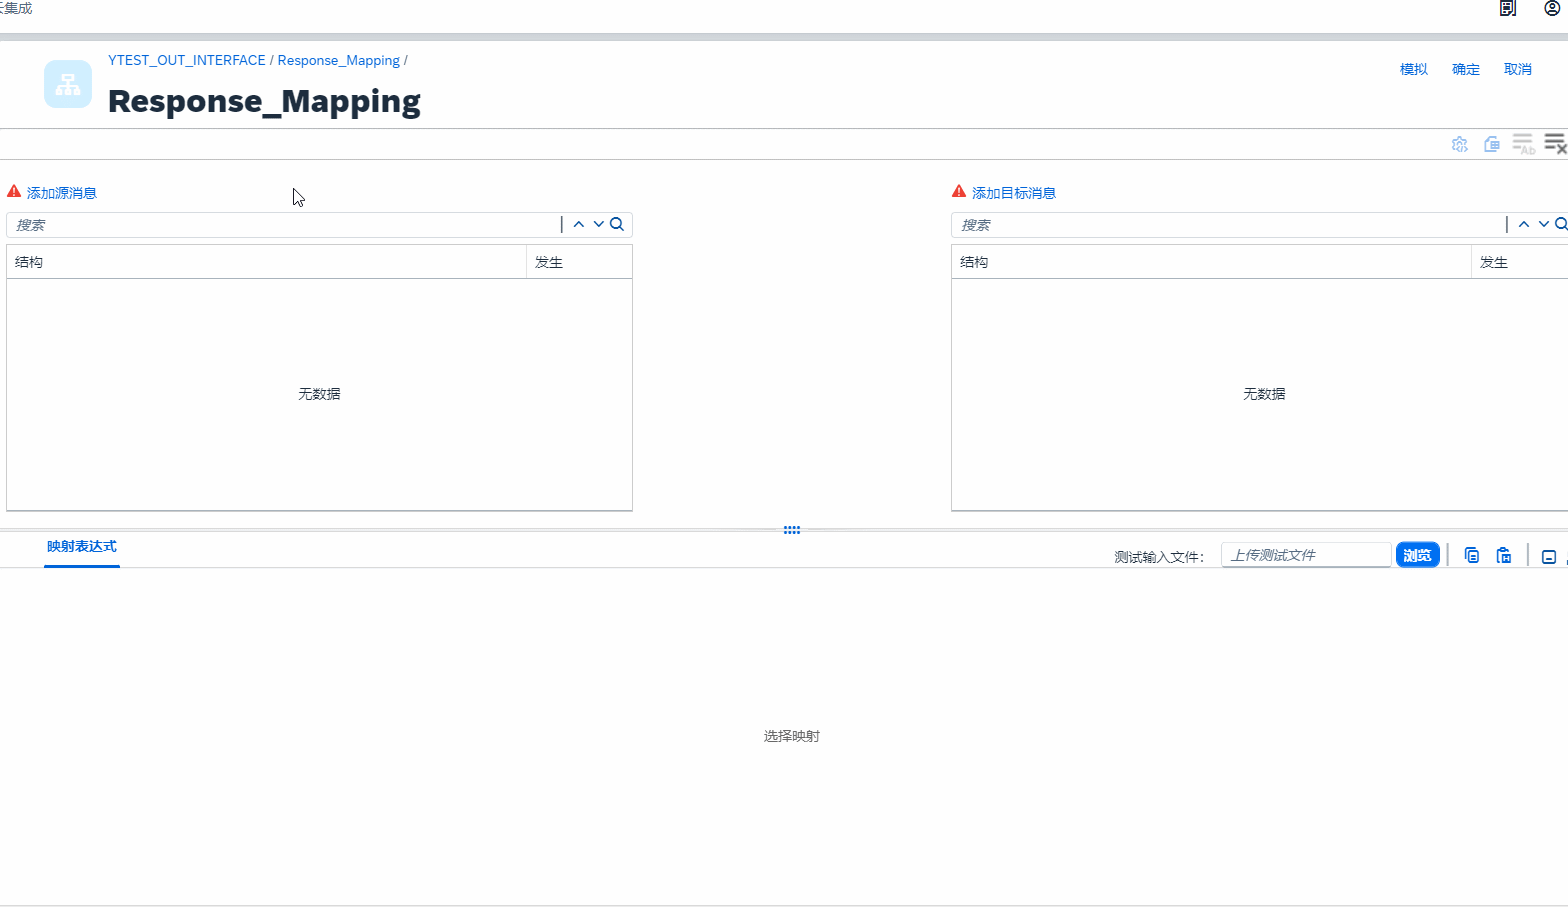 集成
YTEST_OUT_INTERFACE / Response_Mapping /
Response_Mapping
模拟 确定 取消
Ab
添加源消息
添加目标消息
搜索
搜索
结构 发生
结构 发生
无数据
无数据
映射表达式
测试输入文件: 上传测试文件 浏览
选择映射